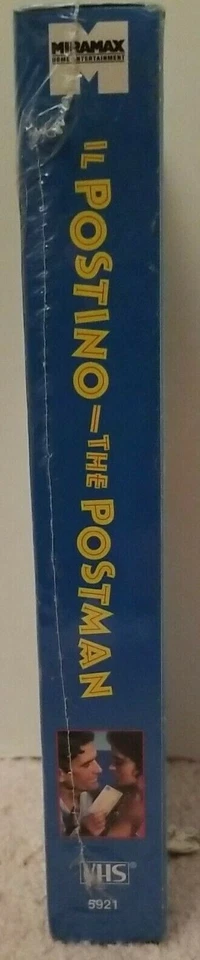 MIRAMAX
HOME ENTERTAINMENT
IL POSTINO – THE POSTMAN
VHS®
5921